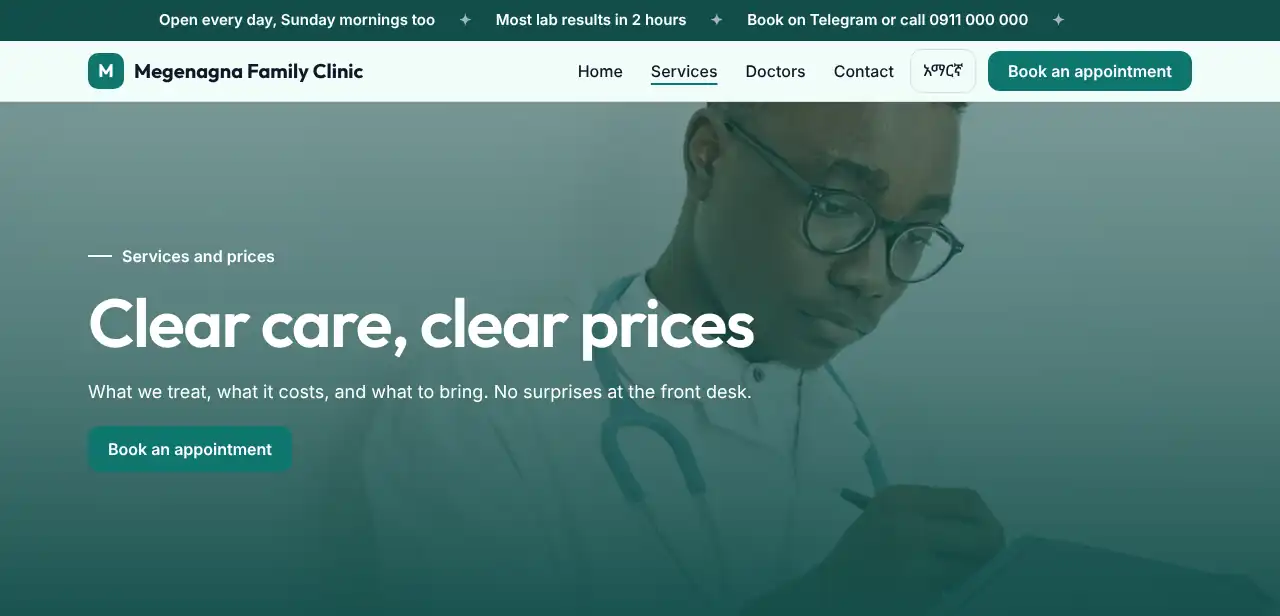 Open every day, Sunday mornings too ✦ Most lab results in 2 hours ✦ Book on Telegram or call 0911 000 000 ✦
M Megenagna Family Clinic Home Services Doctors Contact አማርኛ Book an appointment
Services and prices
Clear care, clear prices
What we treat, what it costs, and what to bring. No surprises at the front desk.
Book an appointment